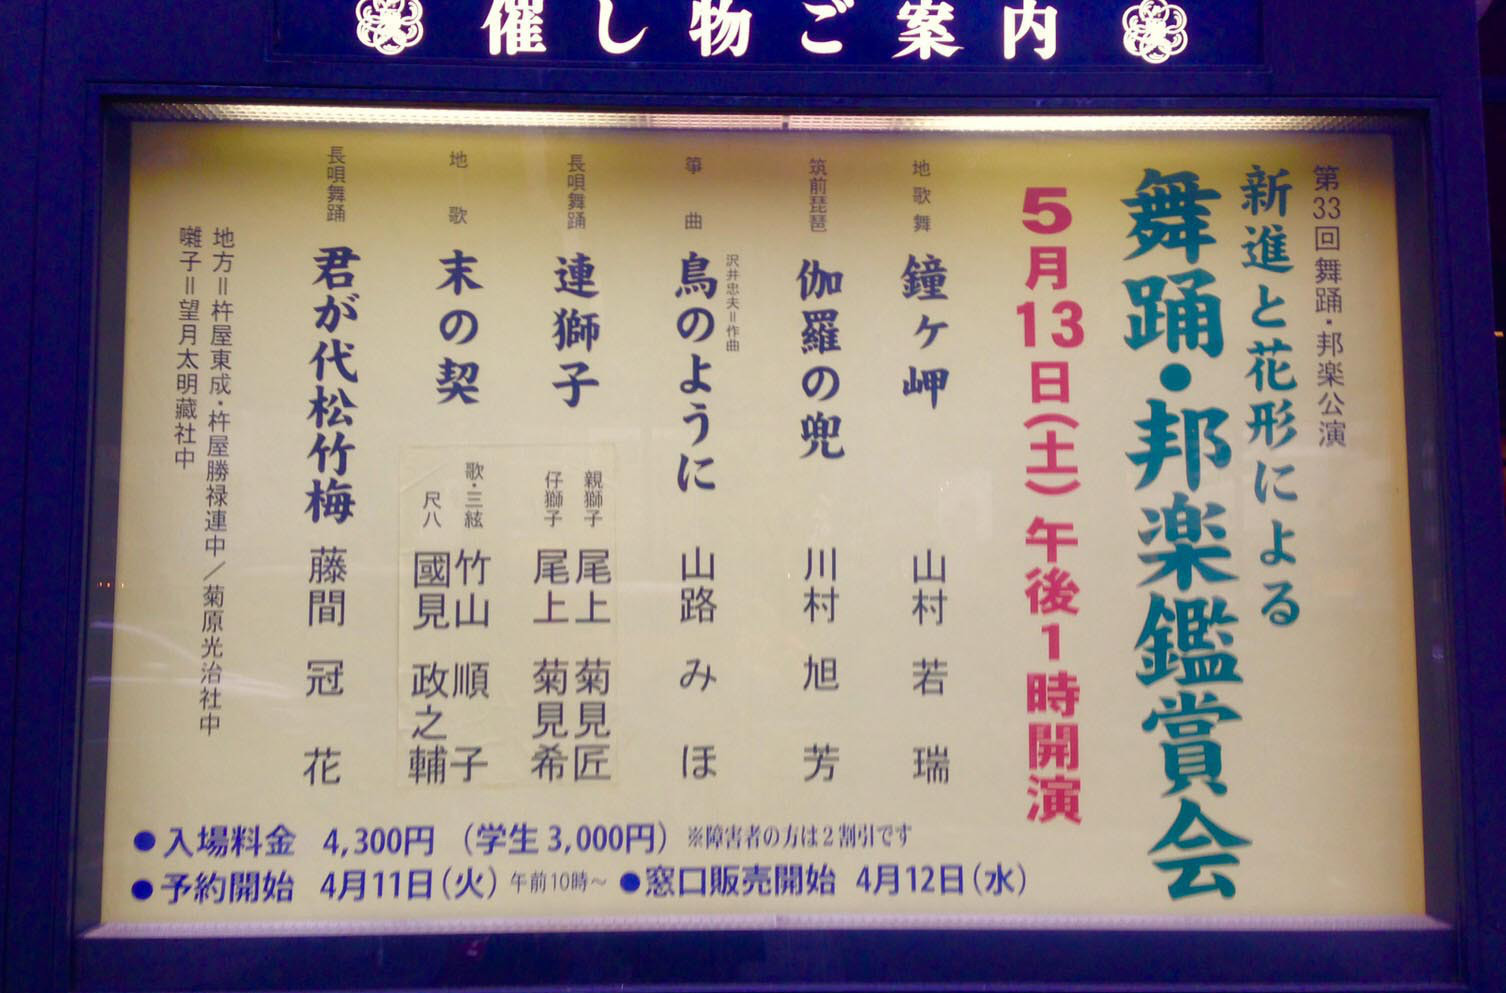 催し物ご案内
第33回舞踊・邦楽公演
新進と花形による
舞踊・邦楽鑑賞会
5月13日(土)午後1時開演
地歌舞 鐘ヶ岬 山村 若瑞
筑前琵琶 伽羅の兜 川村 旭芳
沢井忠夫=作曲
箏曲 鳥のように 山路 みほ
長唄舞踊 連獅子 親獅子 尾上 菊見匠
仔獅子 尾上 菊見希
地歌 末の契 歌・三絃 竹山 順子
尺八 國見 政之輔
長唄舞踊 君が代松竹梅 藤間 冠花
地方=杵屋東成・杵屋勝禄連中/菊原光治社中
囃子=望月太明藏社中
●入場料金 4,300円 (学生3,000円) ※障害者の方は2割引です
●予約開始 4月11日(火) 午前10時~ ●窓口販売開始 4月12日(水)